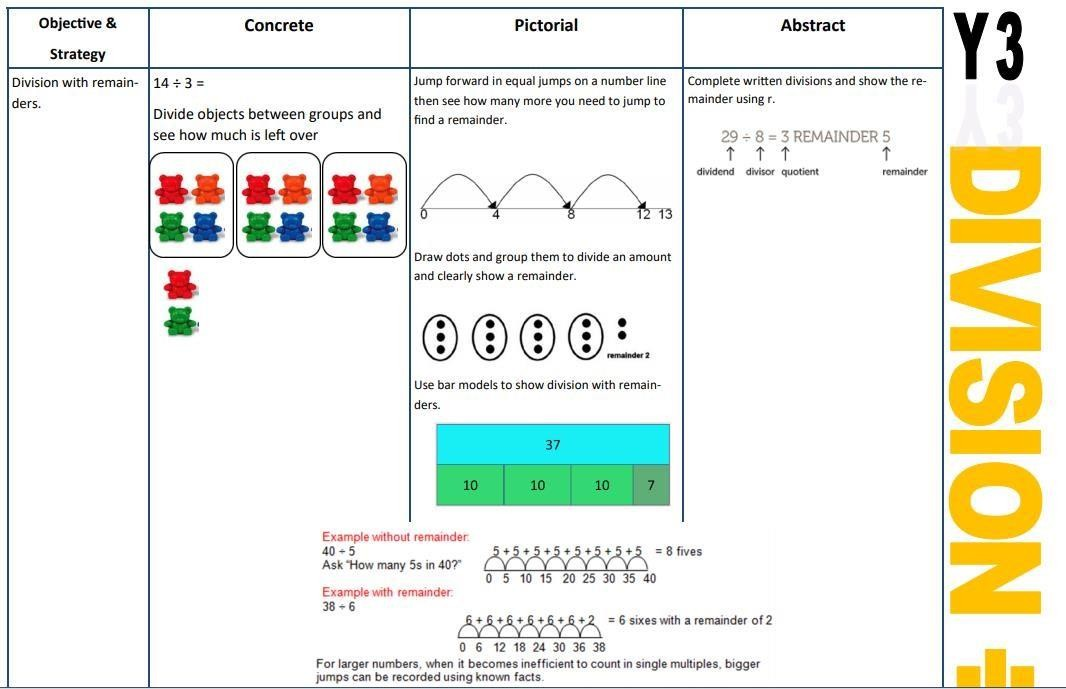 Objective &
Strategy
Concrete
Pictorial
Abstract
Y3
Division with remain-
ders.
14 ÷ 3 =
Divide objects between groups and
see how much is left over
Jump forward in equal jumps on a number line
then see how many more you need to jump to
find a remainder.
0 4 8 12 13
Draw dots and group them to divide an amount
and clearly show a remainder.
remainder 2
Use bar models to show division with remain-
ders.
37
10 10 10 7
Complete written divisions and show the re-
mainder using r.
29 ÷ 8 = 3 REMAINDER 5
dividend divisor quotient remainder
Example without remainder:
40 ÷ 5
Ask "How many 5s in 40?"
5 + 5 + 5 + 5 + 5 + 5 + 5 + 5 = 8 fives
0 5 10 15 20 25 30 35 40
Example with remainder:
38 ÷ 6
6 + 6 + 6 + 6 + 6 + 6 + 2 = 6 sixes with a remainder of 2
0 6 12 18 24 30 36 38
For larger numbers, when it becomes inefficient to count in single multiples, bigger
jumps can be recorded using known facts.
DIVISION